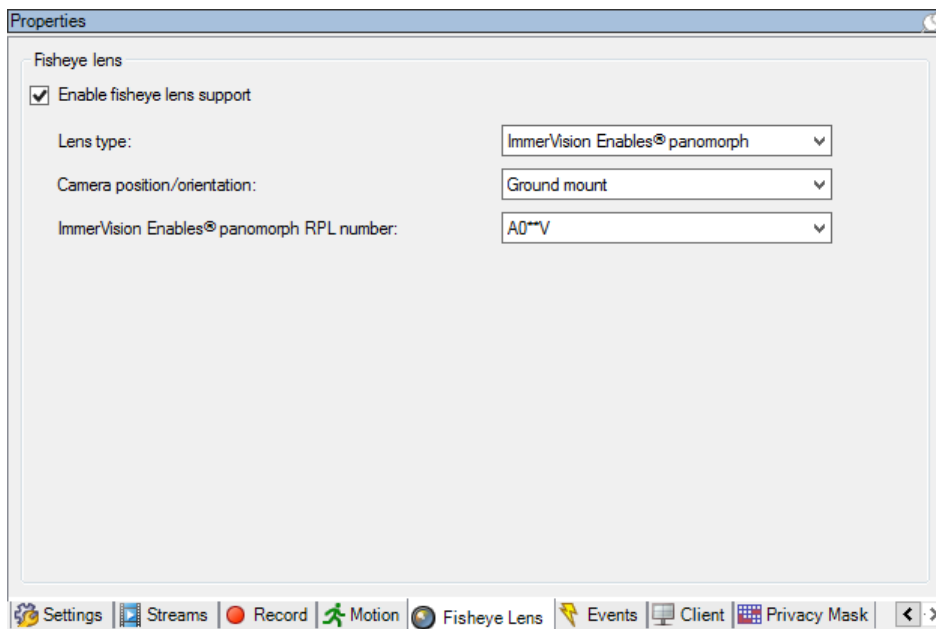 Properties
Fisheye lens
Enable fisheye lens support
Lens type: ImmerVision Enables® panomorph
Camera position/orientation: Ground mount
ImmerVision Enables® panomorph RPL number: A0**V
Settings Streams Record Motion Fisheye Lens Events Client Privacy Mask